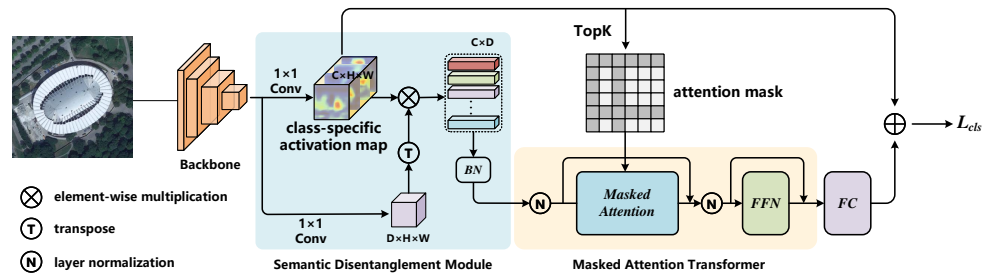 TopK
C×D
C×H×W
1×1
Conv
attention mask
class-specific
activation map
L_cls
Backbone
T
BN
element-wise multiplication
N
Masked
Attention
N
FFN
FC
T
transpose
1×1
Conv
D×H×W
N
layer normalization
Semantic Disentanglement Module
Masked Attention Transformer